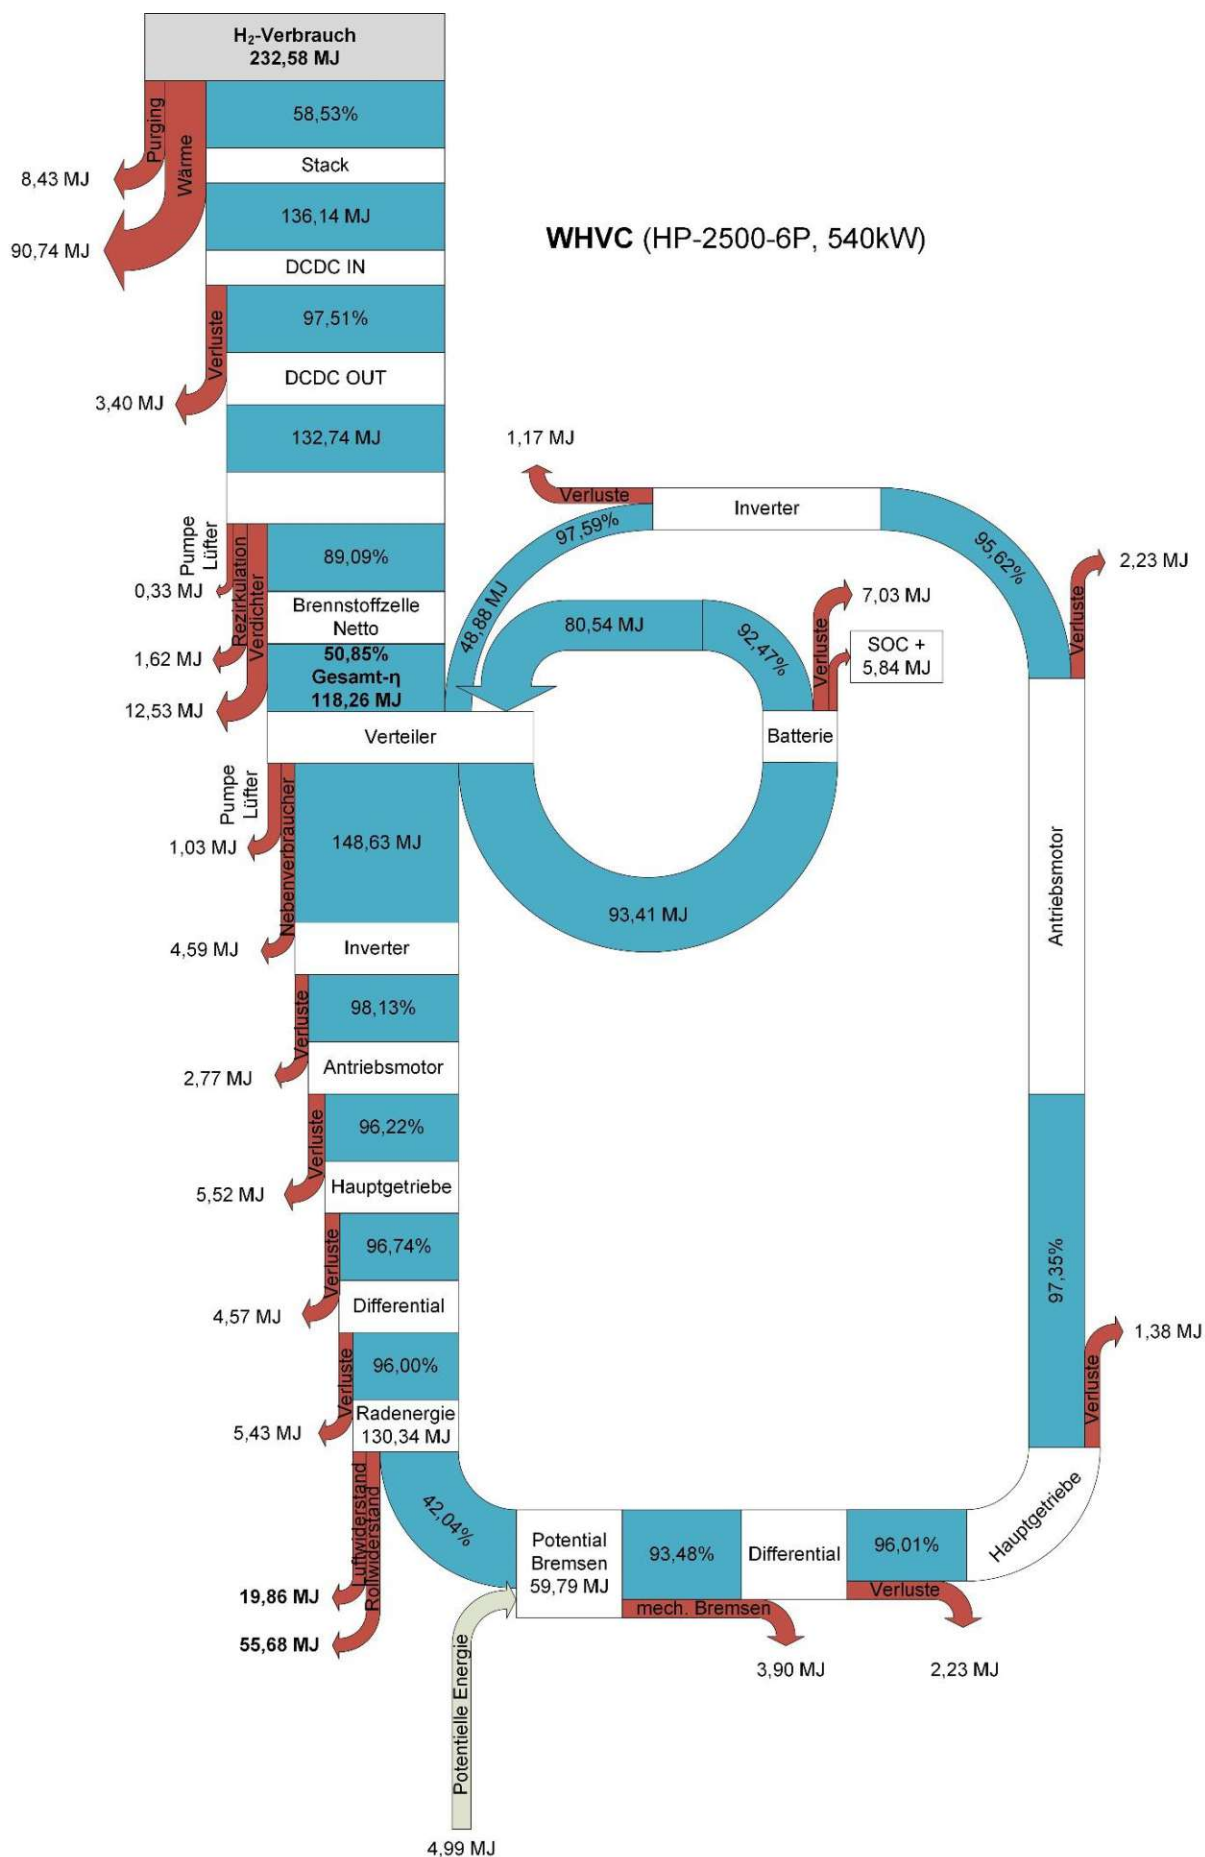 H₂-Verbrauch
232,58 MJ
58,53%
Purging
Wärme
Stack
8,43 MJ
136,14 MJ
WHVC (HP-2500-6P, 540kW)
90,74 MJ
DCDC IN
97,51%
Verluste
DCDC OUT
3,40 MJ
132,74 MJ
1,17 MJ
Verluste
Inverter
97,59%
95,62%
Pumpe
Lüfter
89,09%
2,23 MJ
Verluste
0,33 MJ
Rezirkulation
Verdichter
Brennstoffzelle
Netto
48,88 MJ
80,54 MJ
92,47%
7,03 MJ
Verluste
SOC +
5,84 MJ
1,62 MJ
50,85%
Gesamt-η
118,26 MJ
12,53 MJ
Verteiler
Batterie
Pumpe
Lüfter
Nebenverbraucher
148,63 MJ
1,03 MJ
93,41 MJ
Antriebsmotor
4,59 MJ
Inverter
98,13%
Verluste
2,77 MJ
Antriebsmotor
96,22%
Verluste
5,52 MJ
Hauptgetriebe
96,74%
Verluste
97,35%
4,57 MJ
Differential
96,00%
Verluste
1,38 MJ
Verluste
5,43 MJ
Radenergie
130,34 MJ
Luftwiderstand
Rollwiderstand
42,04%
Potential
Bremsen
59,79 MJ
93,48%
Differential
96,01%
Hauptgetriebe
Verluste
mech. Bremsen
19,86 MJ
55,68 MJ
3,90 MJ
2,23 MJ
Potentielle Energie
4,99 MJ